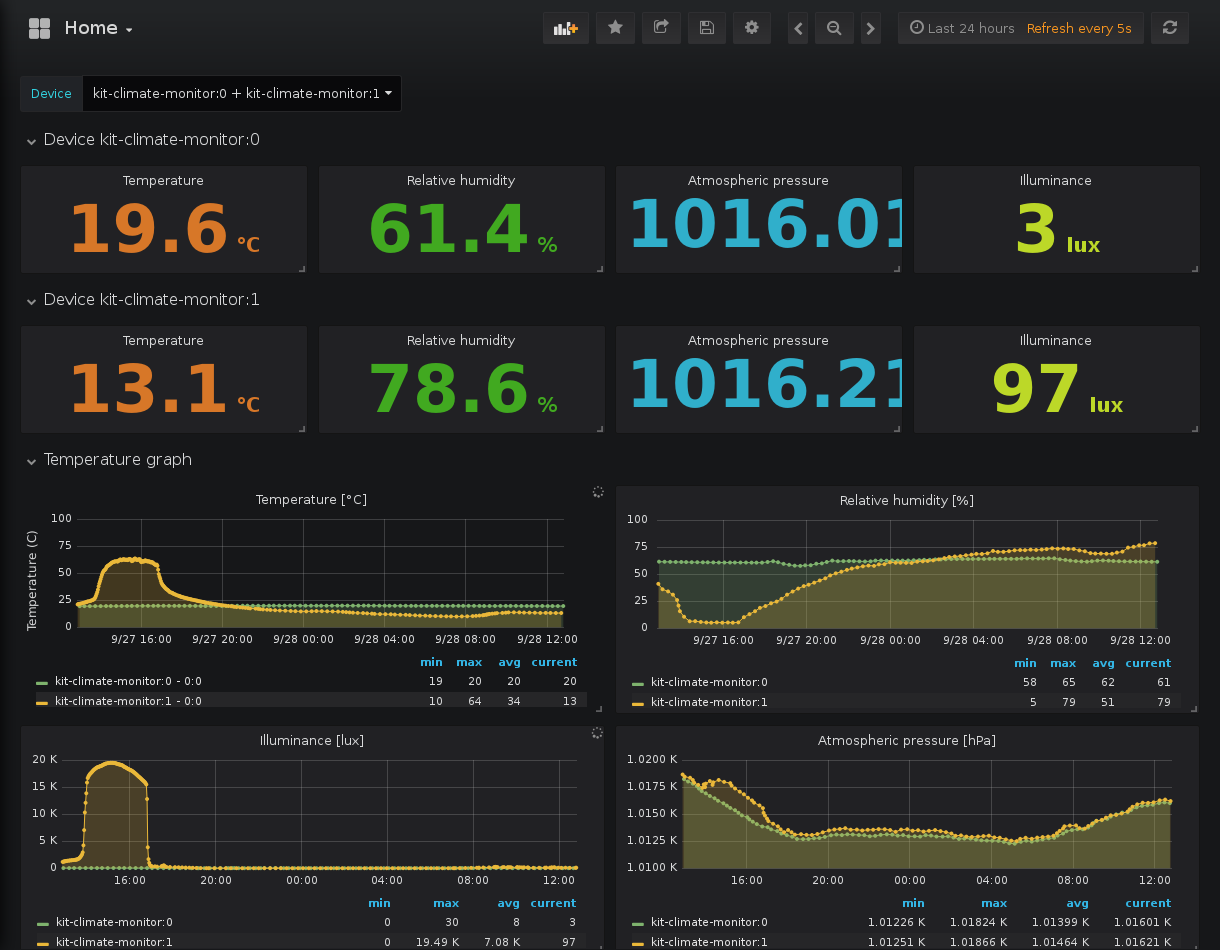 Home
Last 24 hours Refresh every 5s
Device kit-climate-monitor:0 + kit-climate-monitor:1
Device kit-climate-monitor:0
Temperature Relative humidity Atmospheric pressure Illuminance
19.6 °C 61.4 % 1016.01 3 lux
Device kit-climate-monitor:1
Temperature Relative humidity Atmospheric pressure Illuminance
13.1 °C 78.6 % 1016.21 97 lux
Temperature graph
Temperature [°C]
Temperature (C)
100
75
50
25
0
9/27 16:00 9/27 20:00 9/28 00:00 9/28 04:00 9/28 08:00 9/28 12:00
min max avg current
kit-climate-monitor:0 - 0:0 19 20 20 20
kit-climate-monitor:1 - 0:0 10 64 34 13
Relative humidity [%]
100
75
50
25
0
9/27 16:00 9/27 20:00 9/28 00:00 9/28 04:00 9/28 08:00 9/28 12:00
min max avg current
kit-climate-monitor:0 58 65 62 61
kit-climate-monitor:1 5 79 51 79
Illuminance [lux]
20 K
15 K
10 K
5 K
0
16:00 20:00 00:00 04:00 08:00 12:00
min max avg current
kit-climate-monitor:0 0 30 8 3
kit-climate-monitor:1 0 19.49 K 7.08 K 97
Atmospheric pressure [hPa]
1.0200 K
1.0175 K
1.0150 K
1.0125 K
1.0100 K
16:00 20:00 00:00 04:00 08:00 12:00
min max avg current
kit-climate-monitor:0 1.01226 K 1.01824 K 1.01399 K 1.01601 K
kit-climate-monitor:1 1.01251 K 1.01866 K 1.01464 K 1.01621 K